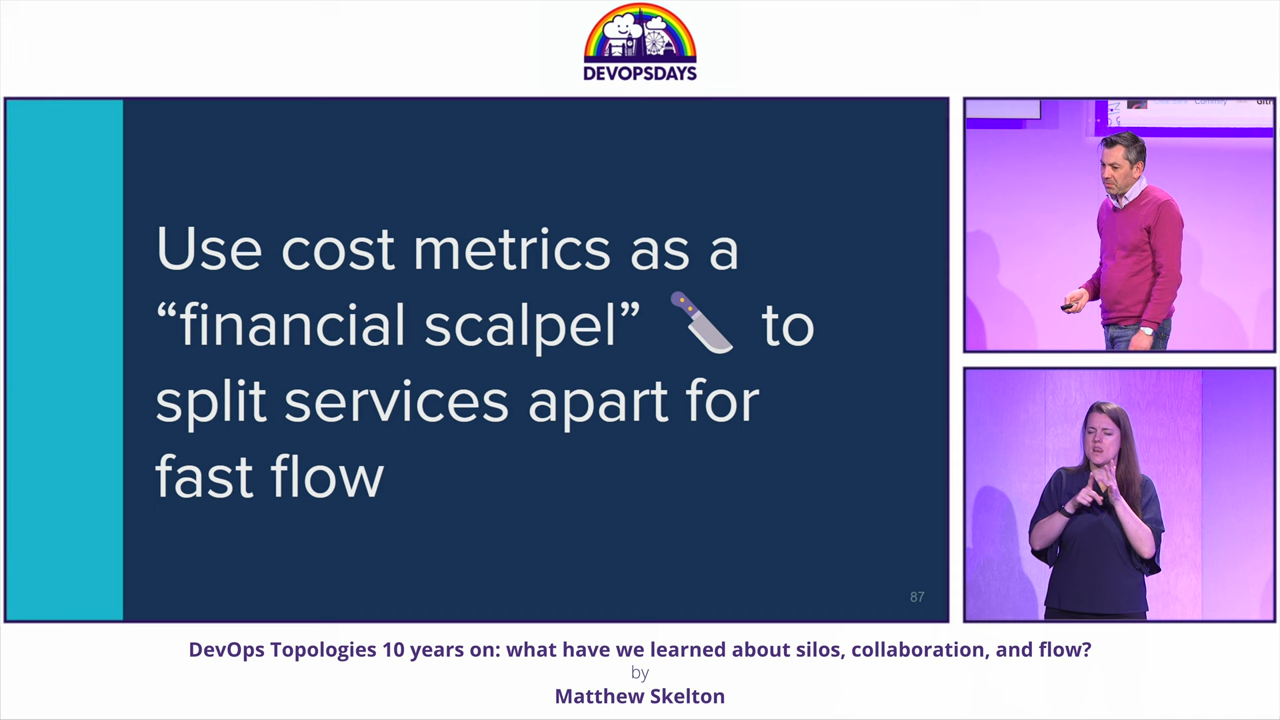 DEVOPSDAYS
Use cost metrics as a
“financial scalpel” 🔪 to
split services apart for
fast flow
87
DevOps Topologies 10 years on: what have we learned about silos, collaboration, and flow?
by
Matthew Skelton